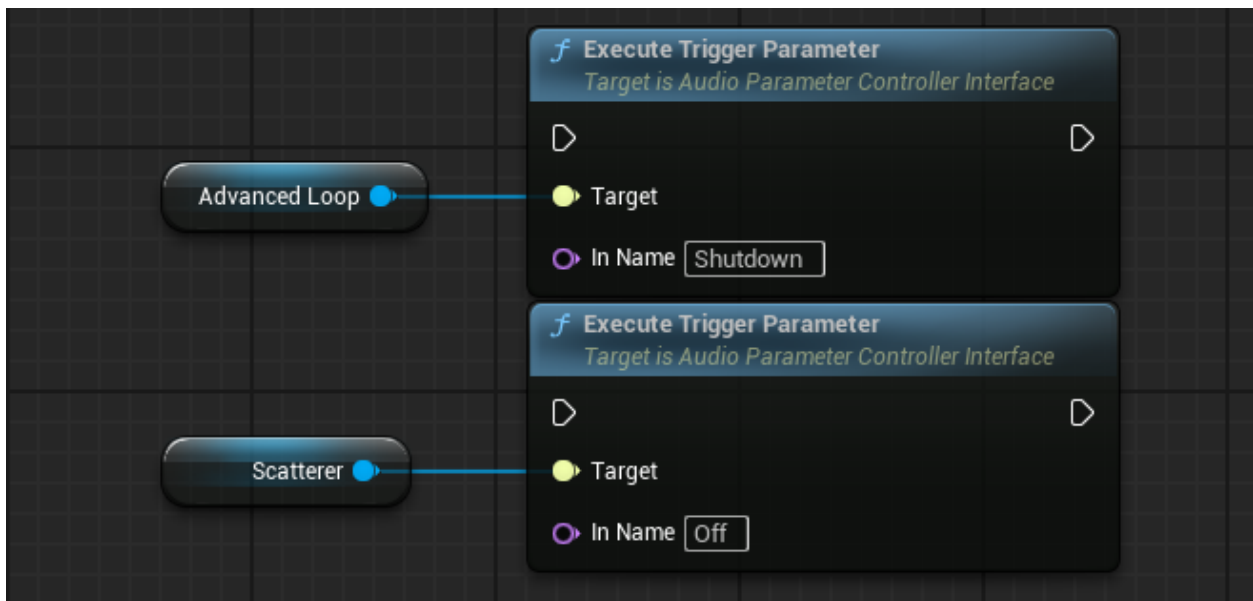 Execute Trigger Parameter
Target is Audio Parameter Controller Interface
Advanced Loop
Target
In Name Shutdown
Execute Trigger Parameter
Target is Audio Parameter Controller Interface
Scatterer
Target
In Name Off